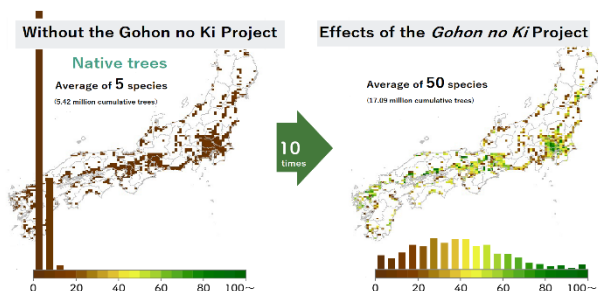 Without the Gohon no Ki Project
Native trees
Average of 5 species
(5.42 million cumulative trees)
0 20 40 60 80 100～
10
times
Effects of the Gohon no Ki Project
Average of 50 species
(17.09 million cumulative trees)
0 20 40 60 80 100～